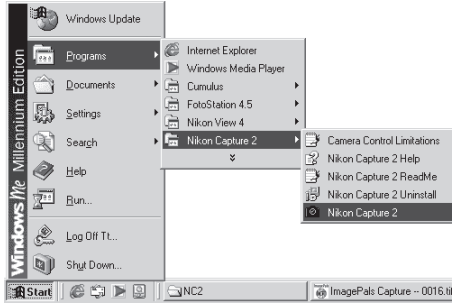 Windows Me Millennium Edition
Windows Update
Programs
Documents
Settings
Search
Help
Run...
Log Off Tt...
Shut Down...
Internet Explorer
Windows Media Player
Cumulus
FotoStation 4.5
Nikon View 4
Nikon Capture 2
Camera Control Limitations
Nikon Capture 2 Help
Nikon Capture 2 ReadMe
Nikon Capture 2 Uninstall
Nikon Capture 2
Start
NC2
ImagePals Capture -- 0016.tif